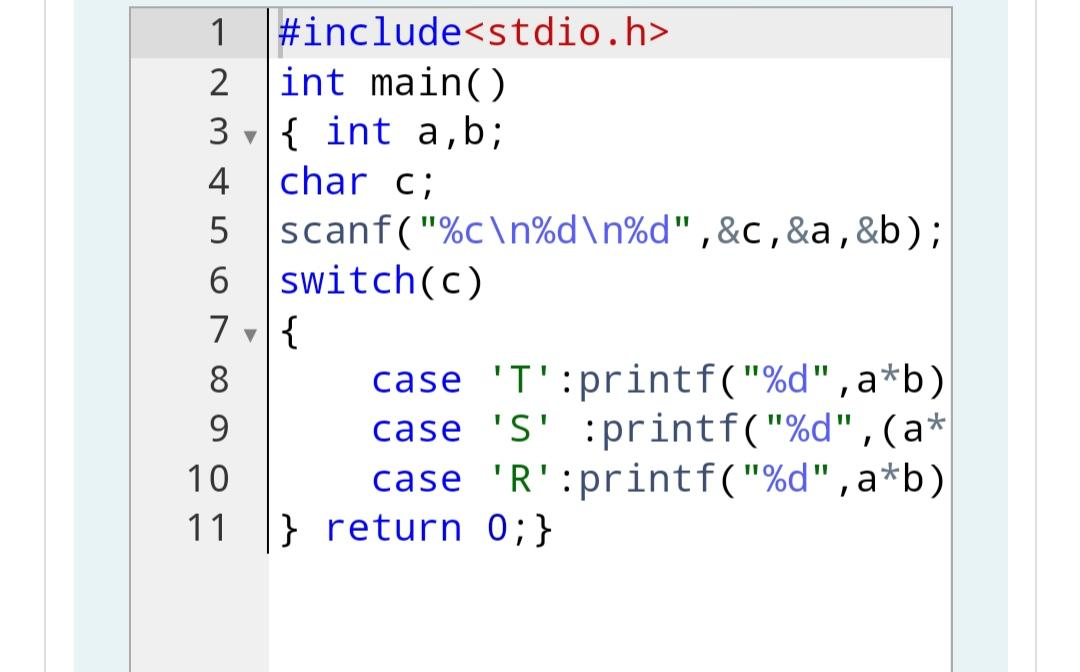 1 #include<stdio.h>
2 int main()
3 { int a,b;
4 char c;
5 scanf("%c\n%d\n%d",&c,&a,&b);
6 switch(c)
7 {
8 case 'T':printf("%d",a*b)
9 case 'S' :printf("%d",(a*
10 case 'R':printf("%d",a*b)
11 } return 0;}